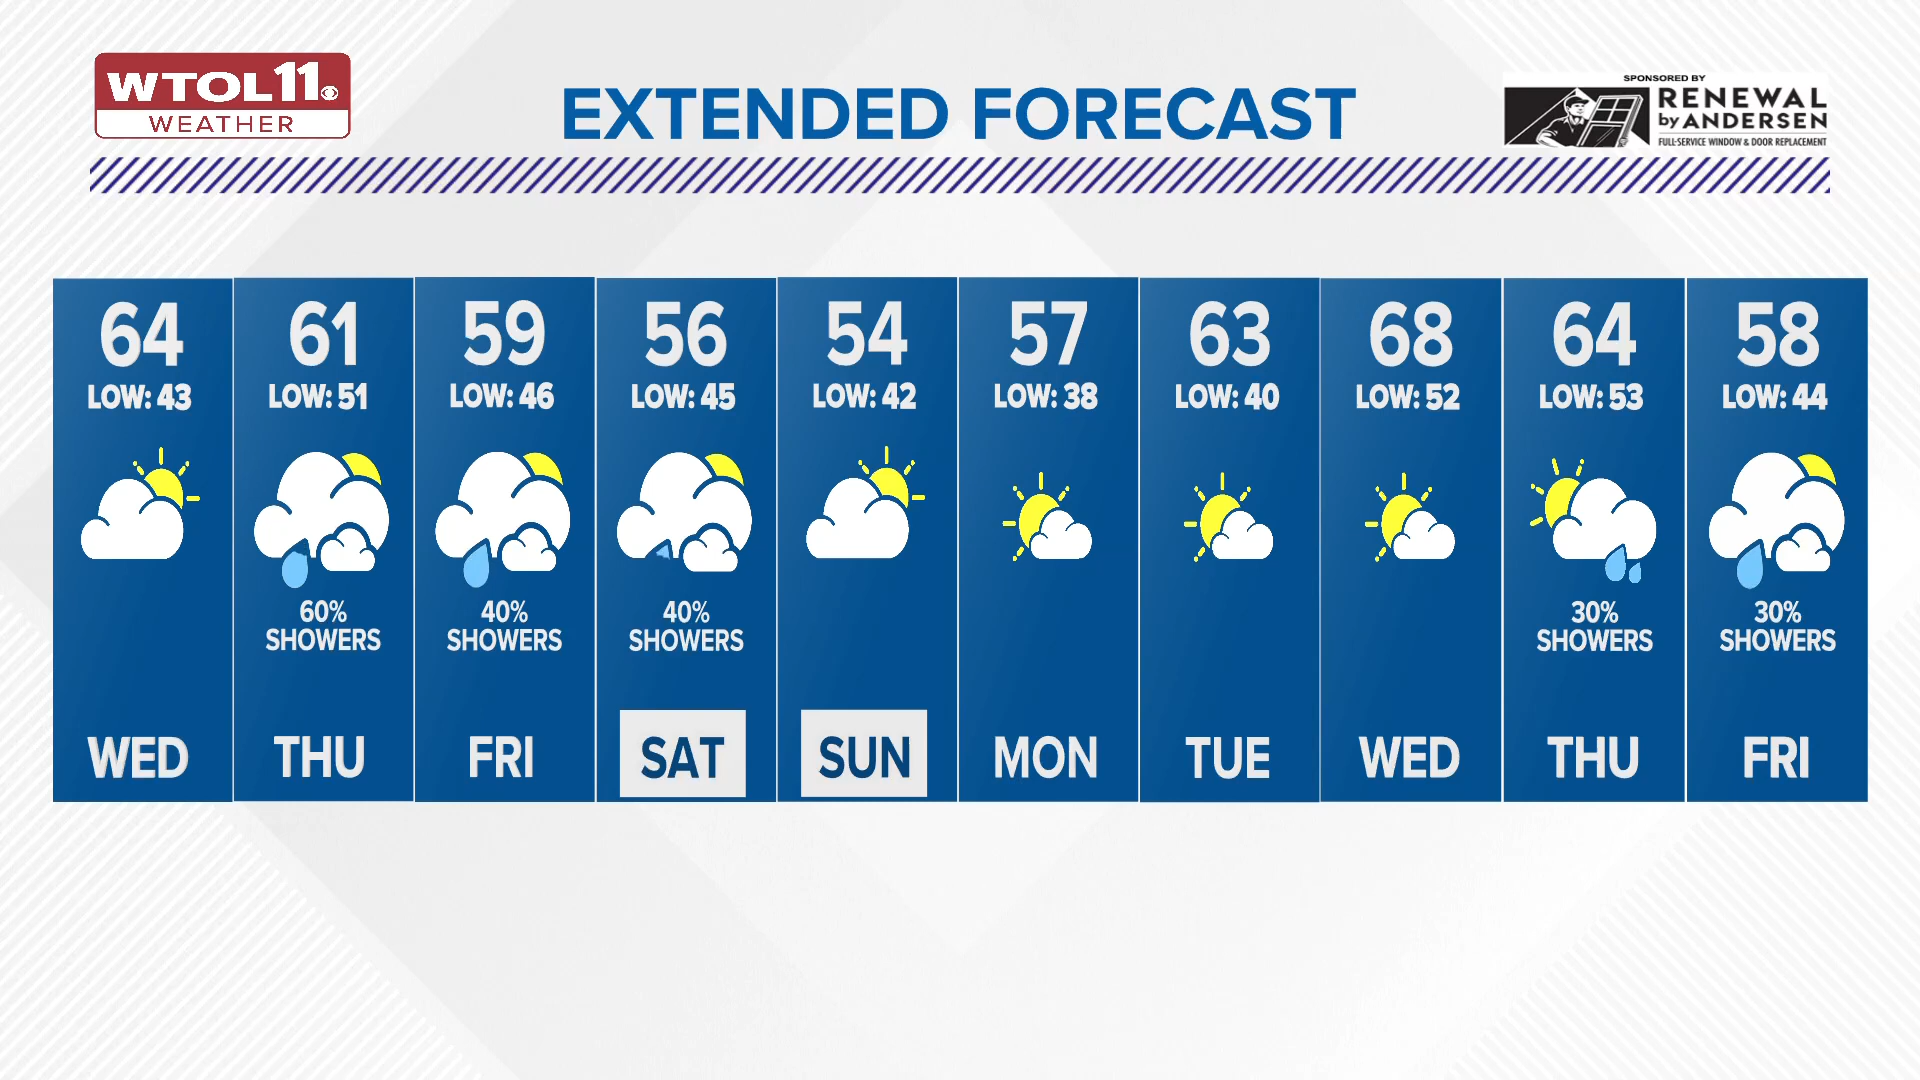 WTOL 11
WEATHER
EXTENDED FORECAST
SPONSORED BY
RENEWAL
by ANDERSEN
FULL-SERVICE WINDOW & DOOR REPLACEMENT
64
LOW: 43
WED
61
LOW: 51
60%
SHOWERS
THU
59
LOW: 46
40%
SHOWERS
FRI
56
LOW: 45
40%
SHOWERS
SAT
54
LOW: 42
SUN
57
LOW: 38
MON
63
LOW: 40
TUE
68
LOW: 52
WED
64
LOW: 53
30%
SHOWERS
THU
58
LOW: 44
30%
SHOWERS
FRI